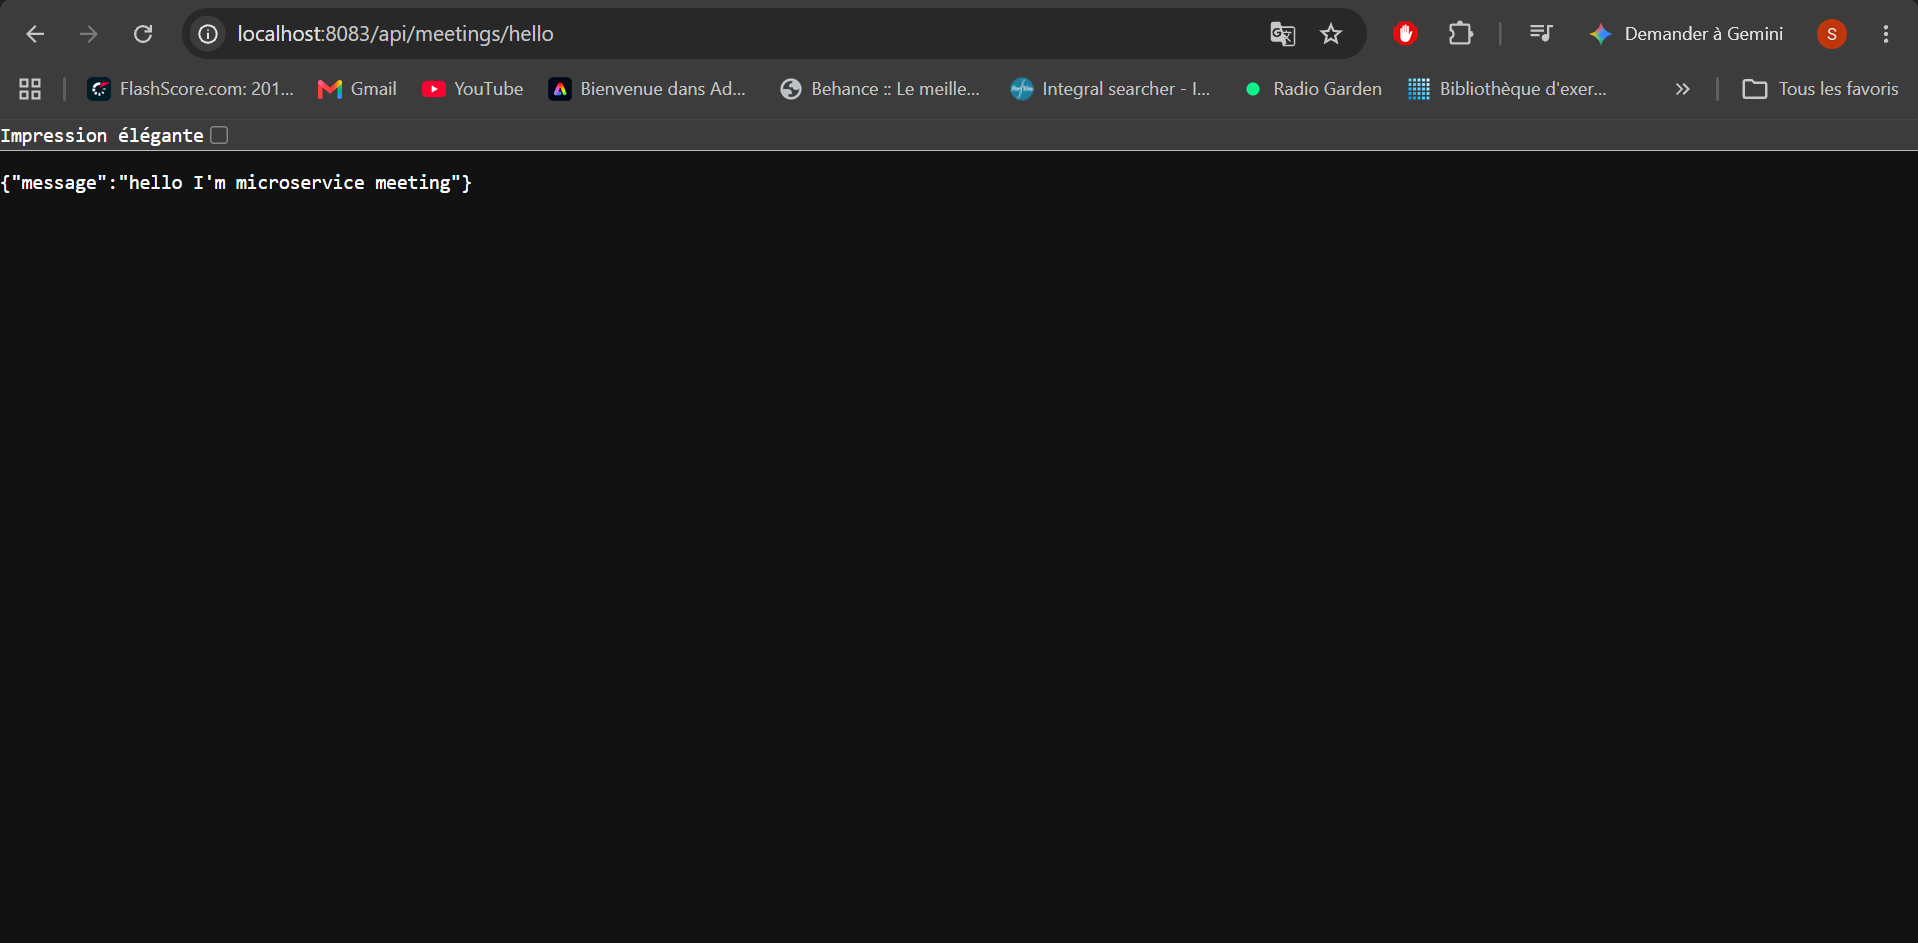 localhost:8083/api/meetings/hello
Demander à Gemini
S
FlashScore.com: 201...
Gmail
YouTube
Bienvenue dans Ad...
Behance :: Le meille...
Integral searcher - I...
Radio Garden
Bibliothèque d'exer...
Tous les favoris
Impression élégante
{"message":"hello I'm microservice meeting"}